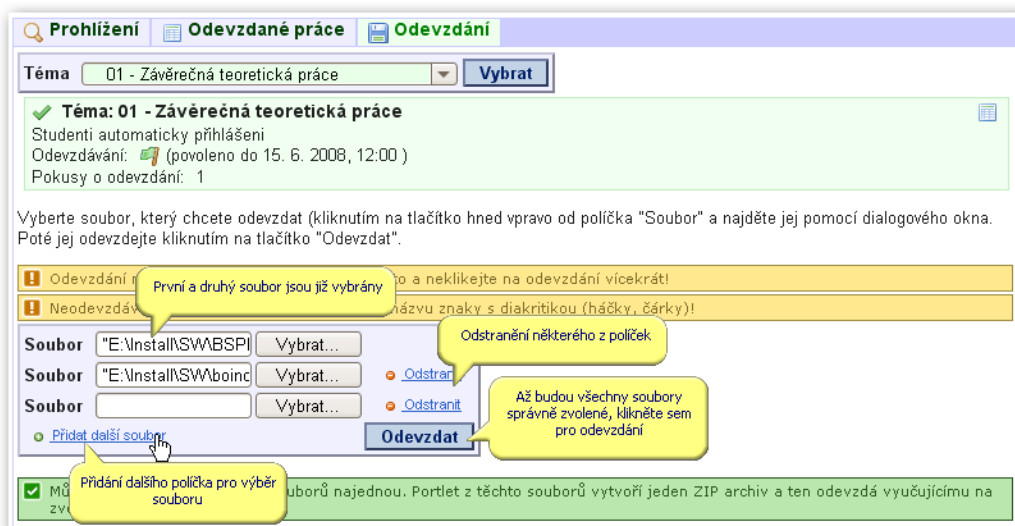 Prohlížení Odevzdané práce Odevzdání
Téma 01 - Závěrečná teoretická práce Vybrat
Téma: 01 - Závěrečná teoretická práce
Studenti automaticky přihlášeni
Odevzdávání: (povoleno do 15. 6. 2008, 12:00 )
Pokusy o odevzdání: 1
Vyberte soubor, který chcete odevzdat (kliknutím na tlačítko hned vpravo od políčka "Soubor" a najděte jej pomocí dialogového okna.
Poté jej odevzdejte kliknutím na tlačítko "Odevzdat".
Odevzdání a neklikejte na odevzdání vícekrát!
První a druhý soubor jsou již vybrány
názvu znaky s diakritikou (háčky, čárky)!
Soubor "E:\Install\SW\BSPl Vybrat...
Odstranění některého z políček
Soubor "E:\Install\SW\boinc Vybrat... Odstranit
Soubor Vybrat... Odstranit
Až budou všechny soubory
správně zvolené, klikněte sem
pro odevzdání
Přidat další soubor Odevzdat
Přidání dalšího políčka pro výběr
souboru
souborů najednou. Portlet z těchto souborů vytvoří jeden ZIP archiv a ten odevzdá vyučujícímu na